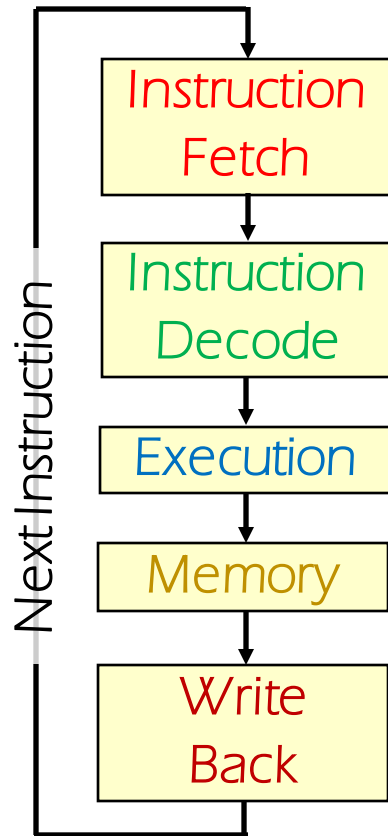 Instruction
Fetch
Instruction
Decode
Execution
Memory
Write
Back
Next Instruction